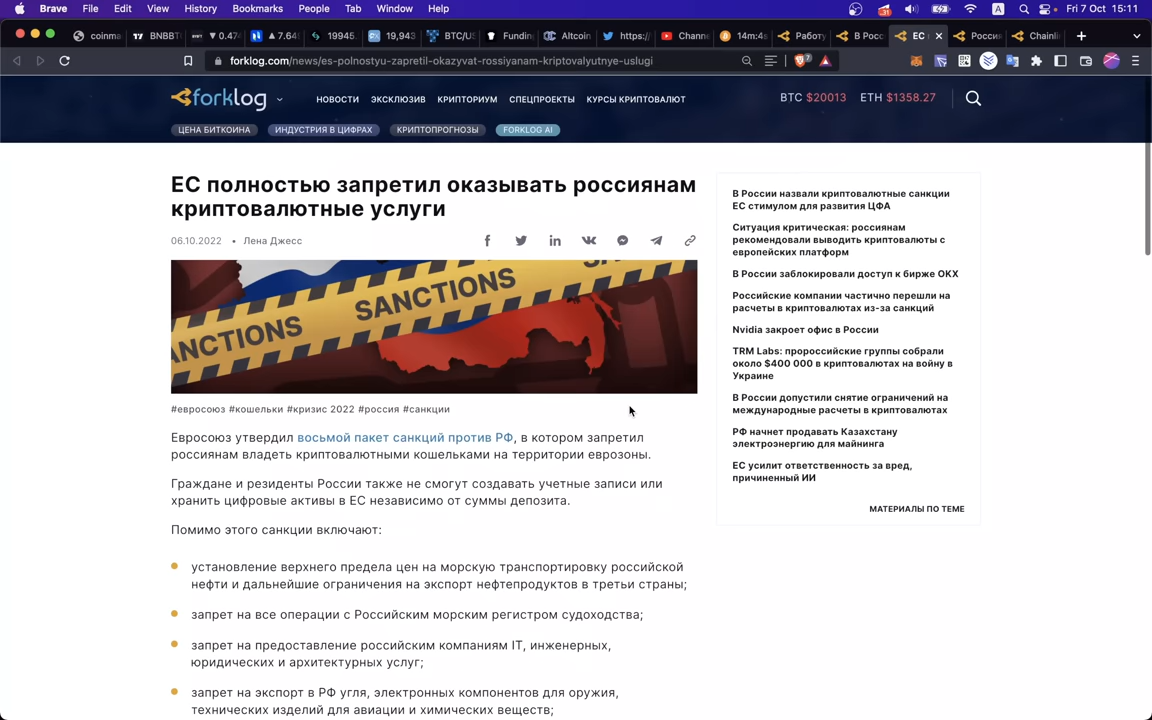 Brave File Edit View History Bookmarks People Tab Window Help Fri 7 Oct 15:11
coinma BNBBT 0.474 7.64 19945. 19,943 BTC/US Fundin Altcoin https:/ Chann 14m:4s Работу В Росс ЕС Россия Chainli
forklog.com/news/es-polnostyu-zapretil-okazyvat-rossiyanam-kriptovalyutnye-uslugi
forklog НОВОСТИ ЭКСКЛЮЗИВ КРИПТОРИУМ СПЕЦПРОЕКТЫ КУРСЫ КРИПТОВАЛЮТ BTC $20013 ETH $1358.27
ЦЕНА БИТКОИНА ИНДУСТРИЯ В ЦИФРАХ КРИПТОПРОГНОЗЫ FORKLOG AI
ЕС полностью запретил оказывать россиянам
криптовалютные услуги
06.10.2022 • Лена Джесс
SANCTIONS
ANCTIONS
#евросоюз #кошельки #кризис 2022 #россия #санкции
Евросоюз утвердил восьмой пакет санкций против РФ, в котором запретил
россиянам владеть криптовалютными кошельками на территории еврозоны.
Граждане и резиденты России также не смогут создавать учетные записи или
хранить цифровые активы в ЕС независимо от суммы депозита.
Помимо этого санкции включают:
установление верхнего предела цен на морскую транспортировку российской
нефти и дальнейшие ограничения на экспорт нефтепродуктов в третьи страны;
запрет на все операции с Российским морским регистром судоходства;
запрет на предоставление российским компаниям IT, инженерных,
юридических и архитектурных услуг;
запрет на экспорт в РФ угля, электронных компонентов для оружия,
технических изделий для авиации и химических веществ;
В России назвали криптовалютные санкции
ЕС стимулом для развития ЦФА
Ситуация критическая: россиянам
рекомендовали выводить криптовалюты с
европейских платформ
В России заблокировали доступ к бирже OKX
Российские компании частично перешли на
расчеты в криптовалютах из-за санкций
Nvidia закроет офис в России
TRM Labs: пророссийские группы собрали
около $400 000 в криптовалютах на войну в
Украине
В России допустили снятие ограничений на
международные расчеты в криптовалютах
РФ начнет продавать Казахстану
электроэнергию для майнинга
ЕС усилит ответственность за вред,
причиненный ИИ
МАТЕРИАЛЫ ПО ТЕМЕ